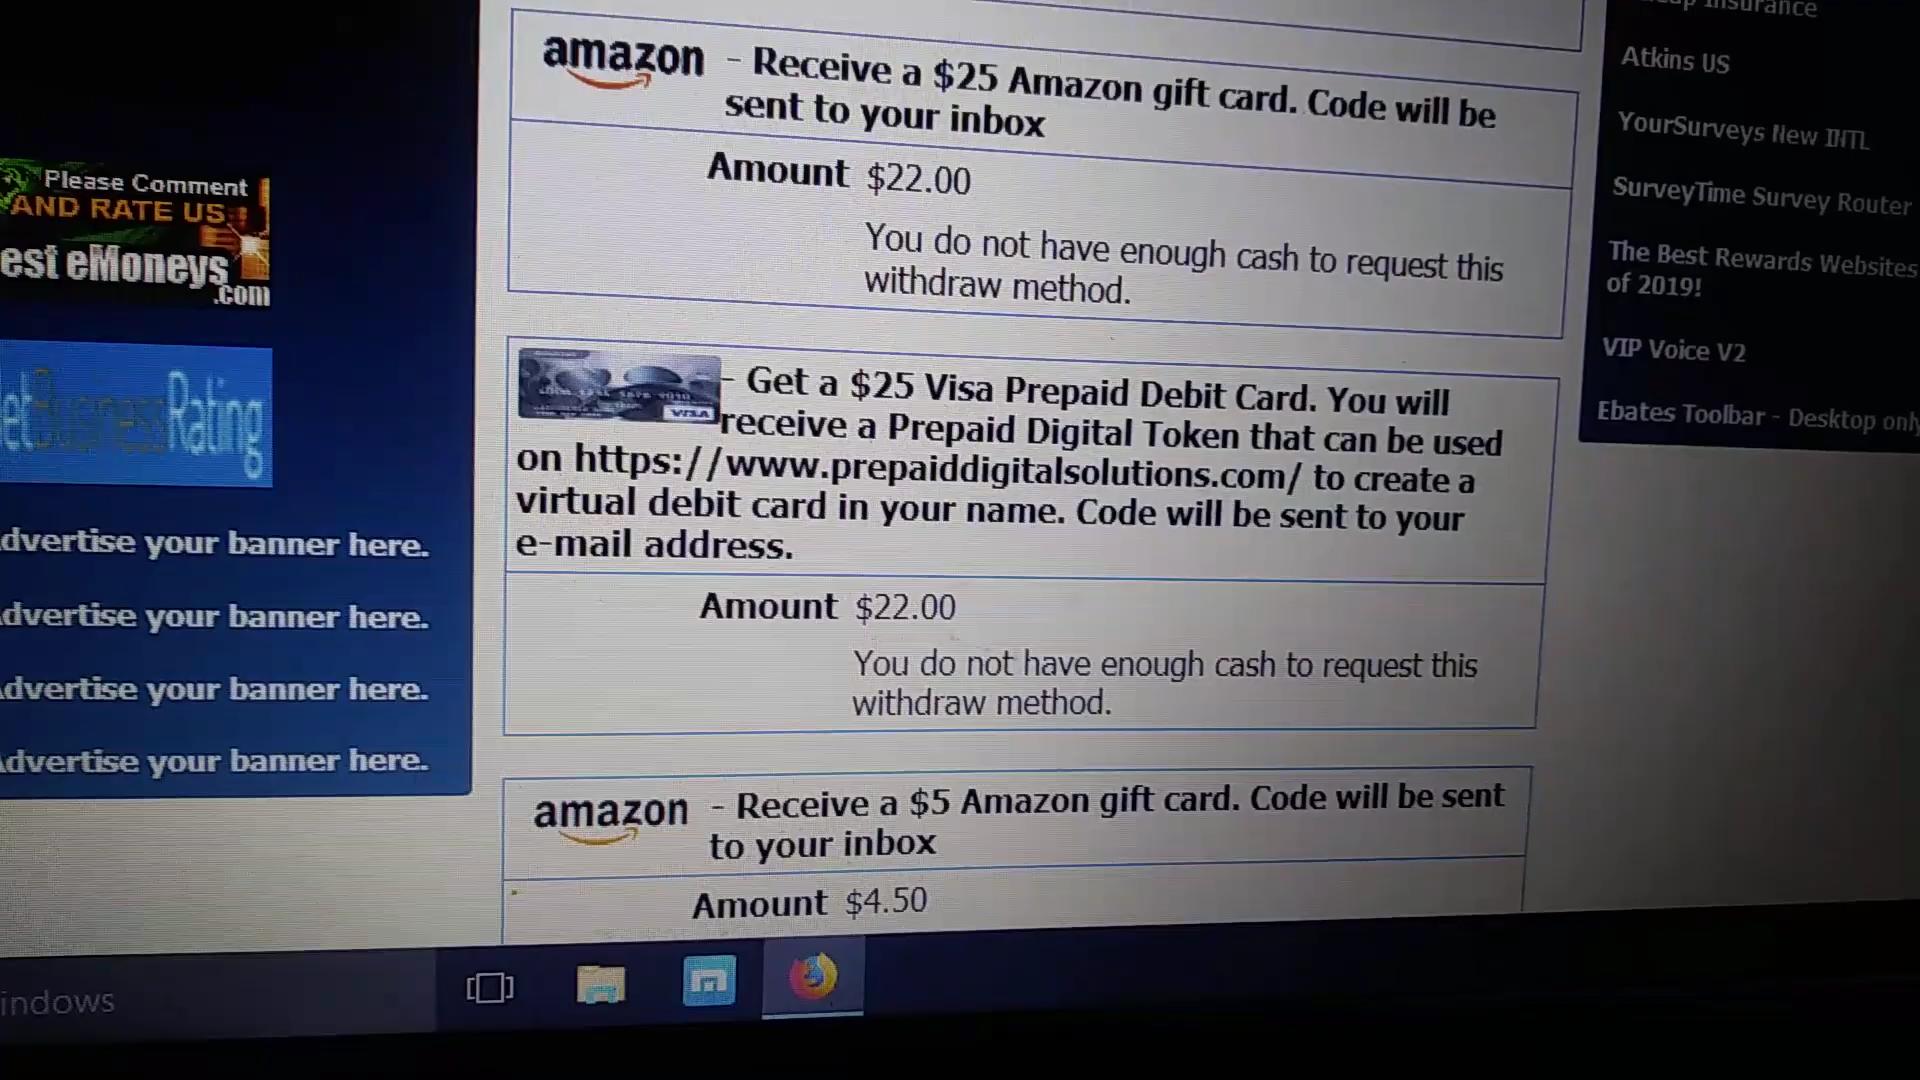 amazon - Receive a $25 Amazon gift card. Code will be
sent to your inbox
Amount $22.00
You do not have enough cash to request this
withdraw method.
VISA - Get a $25 Visa Prepaid Debit Card. You will
receive a Prepaid Digital Token that can be used
on https://www.prepaiddigitalsolutions.com/ to create a
virtual debit card in your name. Code will be sent to your
e-mail address.
Amount $22.00
You do not have enough cash to request this
withdraw method.
amazon - Receive a $5 Amazon gift card. Code will be sent
to your inbox
Amount $4.50
Please Comment
AND RATE US
est eMoneys
.com
etBusinessRating
dvertise your banner here.
dvertise your banner here.
dvertise your banner here.
dvertise your banner here.
Insurance
Atkins US
YourSurveys New INTL
SurveyTime Survey Router
The Best Rewards Websites
of 2019!
VIP Voice V2
Ebates Toolbar - Desktop only
indows